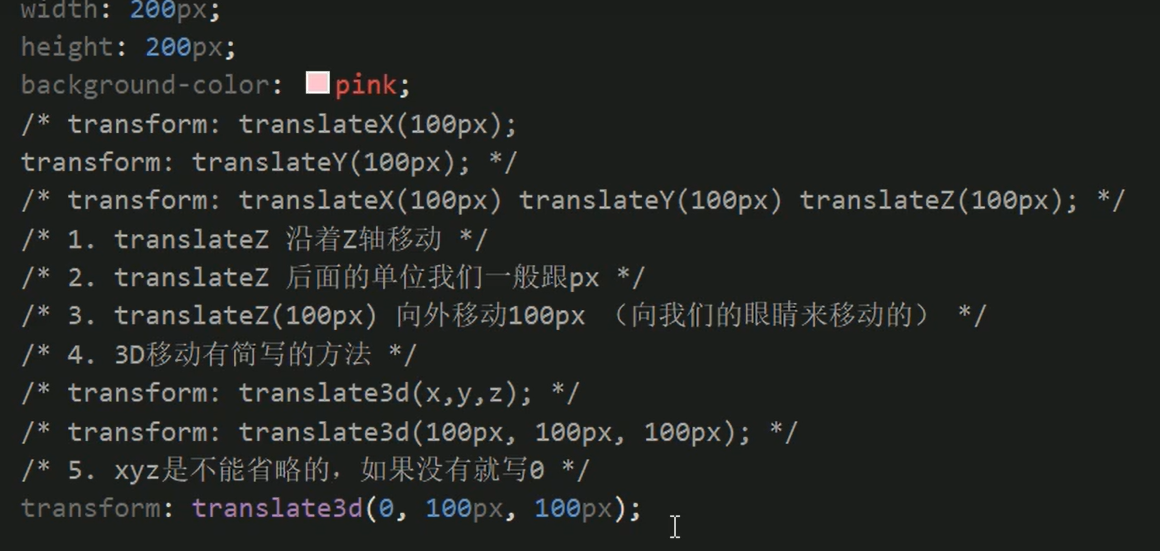 width: 200px;
height: 200px;
background-color: pink;
/* transform: translateX(100px);
transform: translateY(100px); */
/* transform: translateX(100px) translateY(100px) translateZ(100px); */
/* 1. translateZ 沿着Z轴移动 */
/* 2. translateZ 后面的单位我们一般跟px */
/* 3. translateZ(100px) 向外移动100px （向我们的眼睛来移动的） */
/* 4. 3D移动有简写的方法 */
/* transform: translate3d(x,y,z); */
/* transform: translate3d(100px, 100px, 100px); */
/* 5. xyz是不能省略的，如果没有就写0 */
transform: translate3d(0, 100px, 100px);